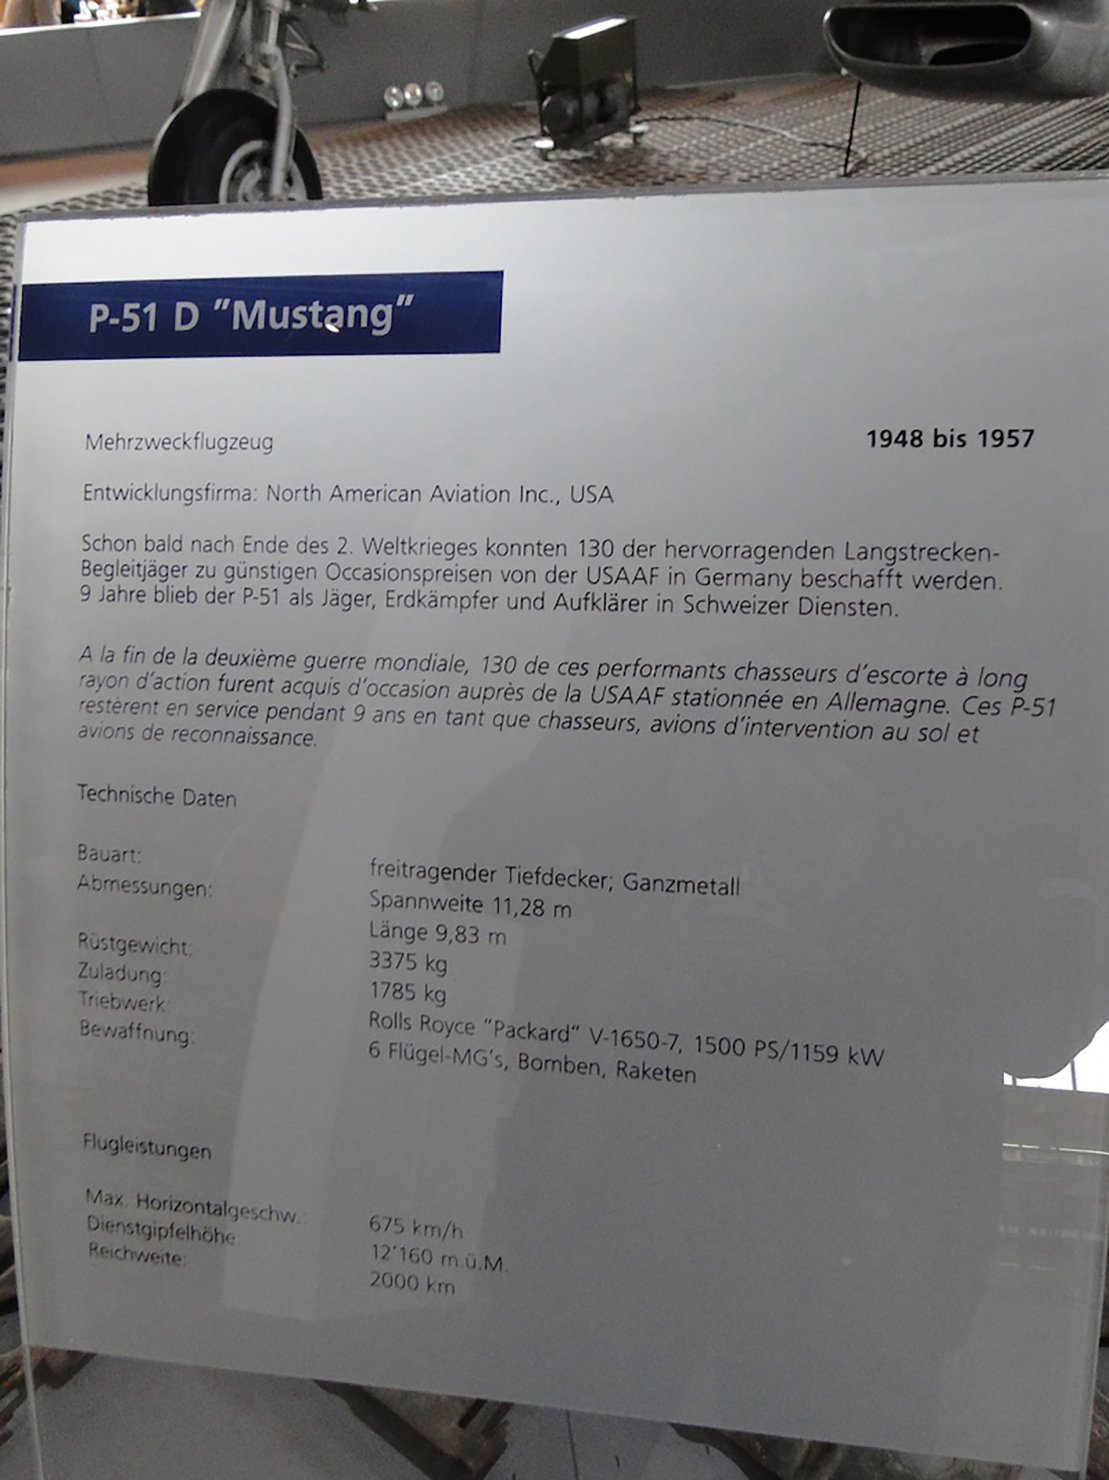 P-51 D "Mustang"
Mehrzweckflugzeug
1948 bis 1957
Entwicklungsfirma: North American Aviation Inc., USA
Schon bald nach Ende des 2. Weltkrieges konnten 130 der hervorragenden Langstrecken-
Begleitjäger zu günstigen Occasionspreisen von der USAAF in Germany beschafft werden.
9 Jahre blieb der P-51 als Jäger, Erdkämpfer und Aufklärer in Schweizer Diensten.
A la fin de la deuxième guerre mondiale, 130 de ces performants chasseurs d'escorte à long
rayon d'action furent acquis d'occasion auprès de la USAAF stationnée en Allemagne. Ces P-51
restèrent en service pendant 9 ans en tant que chasseurs, avions d'intervention au sol et
avions de reconnaissance.
Technische Daten
Bauart: freitragender Tiefdecker; Ganzmetall
Abmessungen: Spannweite 11,28 m
Länge 9,83 m
Rüstgewicht: 3375 kg
Zuladung: 1785 kg
Triebwerk: Rolls Royce "Packard" V-1650-7, 1500 PS/1159 kW
Bewaffnung: 6 Flügel-MG's, Bomben, Raketen
Flugleistungen
Max. Horizontalgeschw.: 675 km/h
Dienstgipfelhöhe: 12'160 m.ü.M.
Reichweite: 2000 km